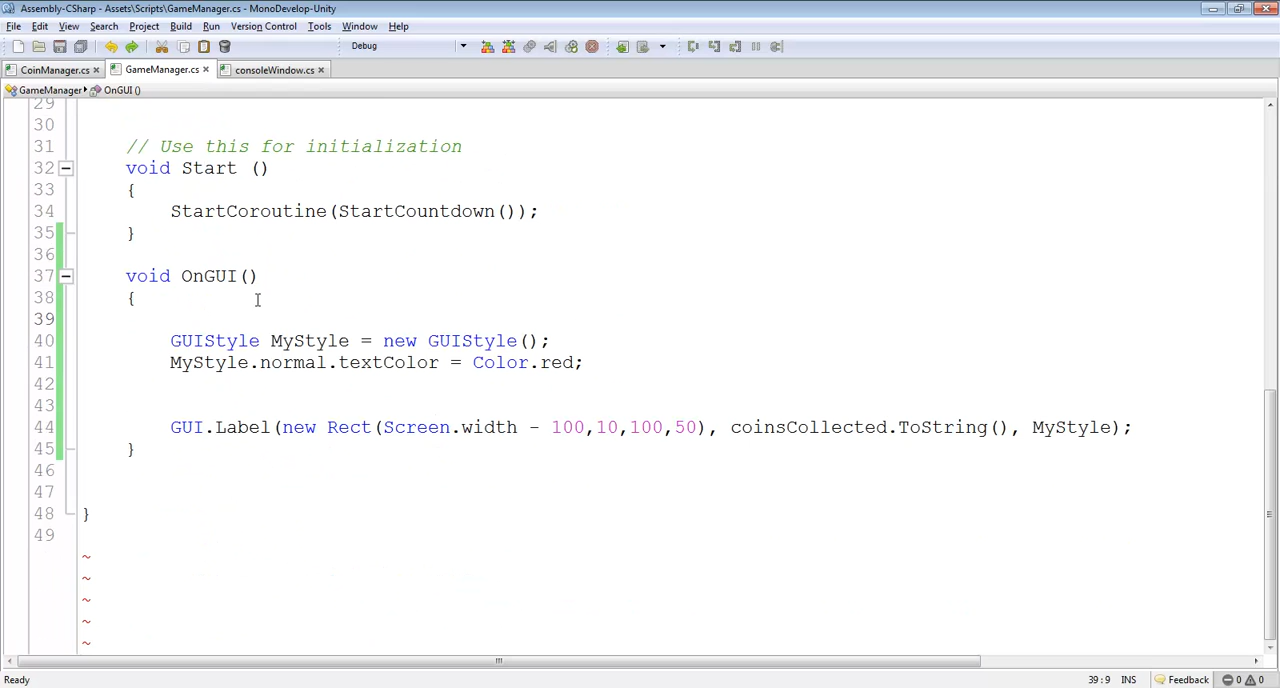 Assembly-CSharp - Assets\Scripts\GameManager.cs - MonoDevelop-Unity
File Edit View Search Project Build Run Version Control Tools Window Help
Debug
CoinManager.cs × GameManager.cs × consoleWindow.cs ×
GameManager ▸ OnGUI ()
29
30
31 // Use this for initialization
32 void Start ()
33 {
34 StartCoroutine(StartCountdown());
35 }
36
37 void OnGUI()
38 {
39
40 GUIStyle MyStyle = new GUIStyle();
41 MyStyle.normal.textColor = Color.red;
42
43
44 GUI.Label(new Rect(Screen.width - 100,10,100,50), coinsCollected.ToString(), MyStyle);
45 }
46
47
48 }
49
~
~
~
~
~
Ready 39 : 9 INS Feedback 0 0